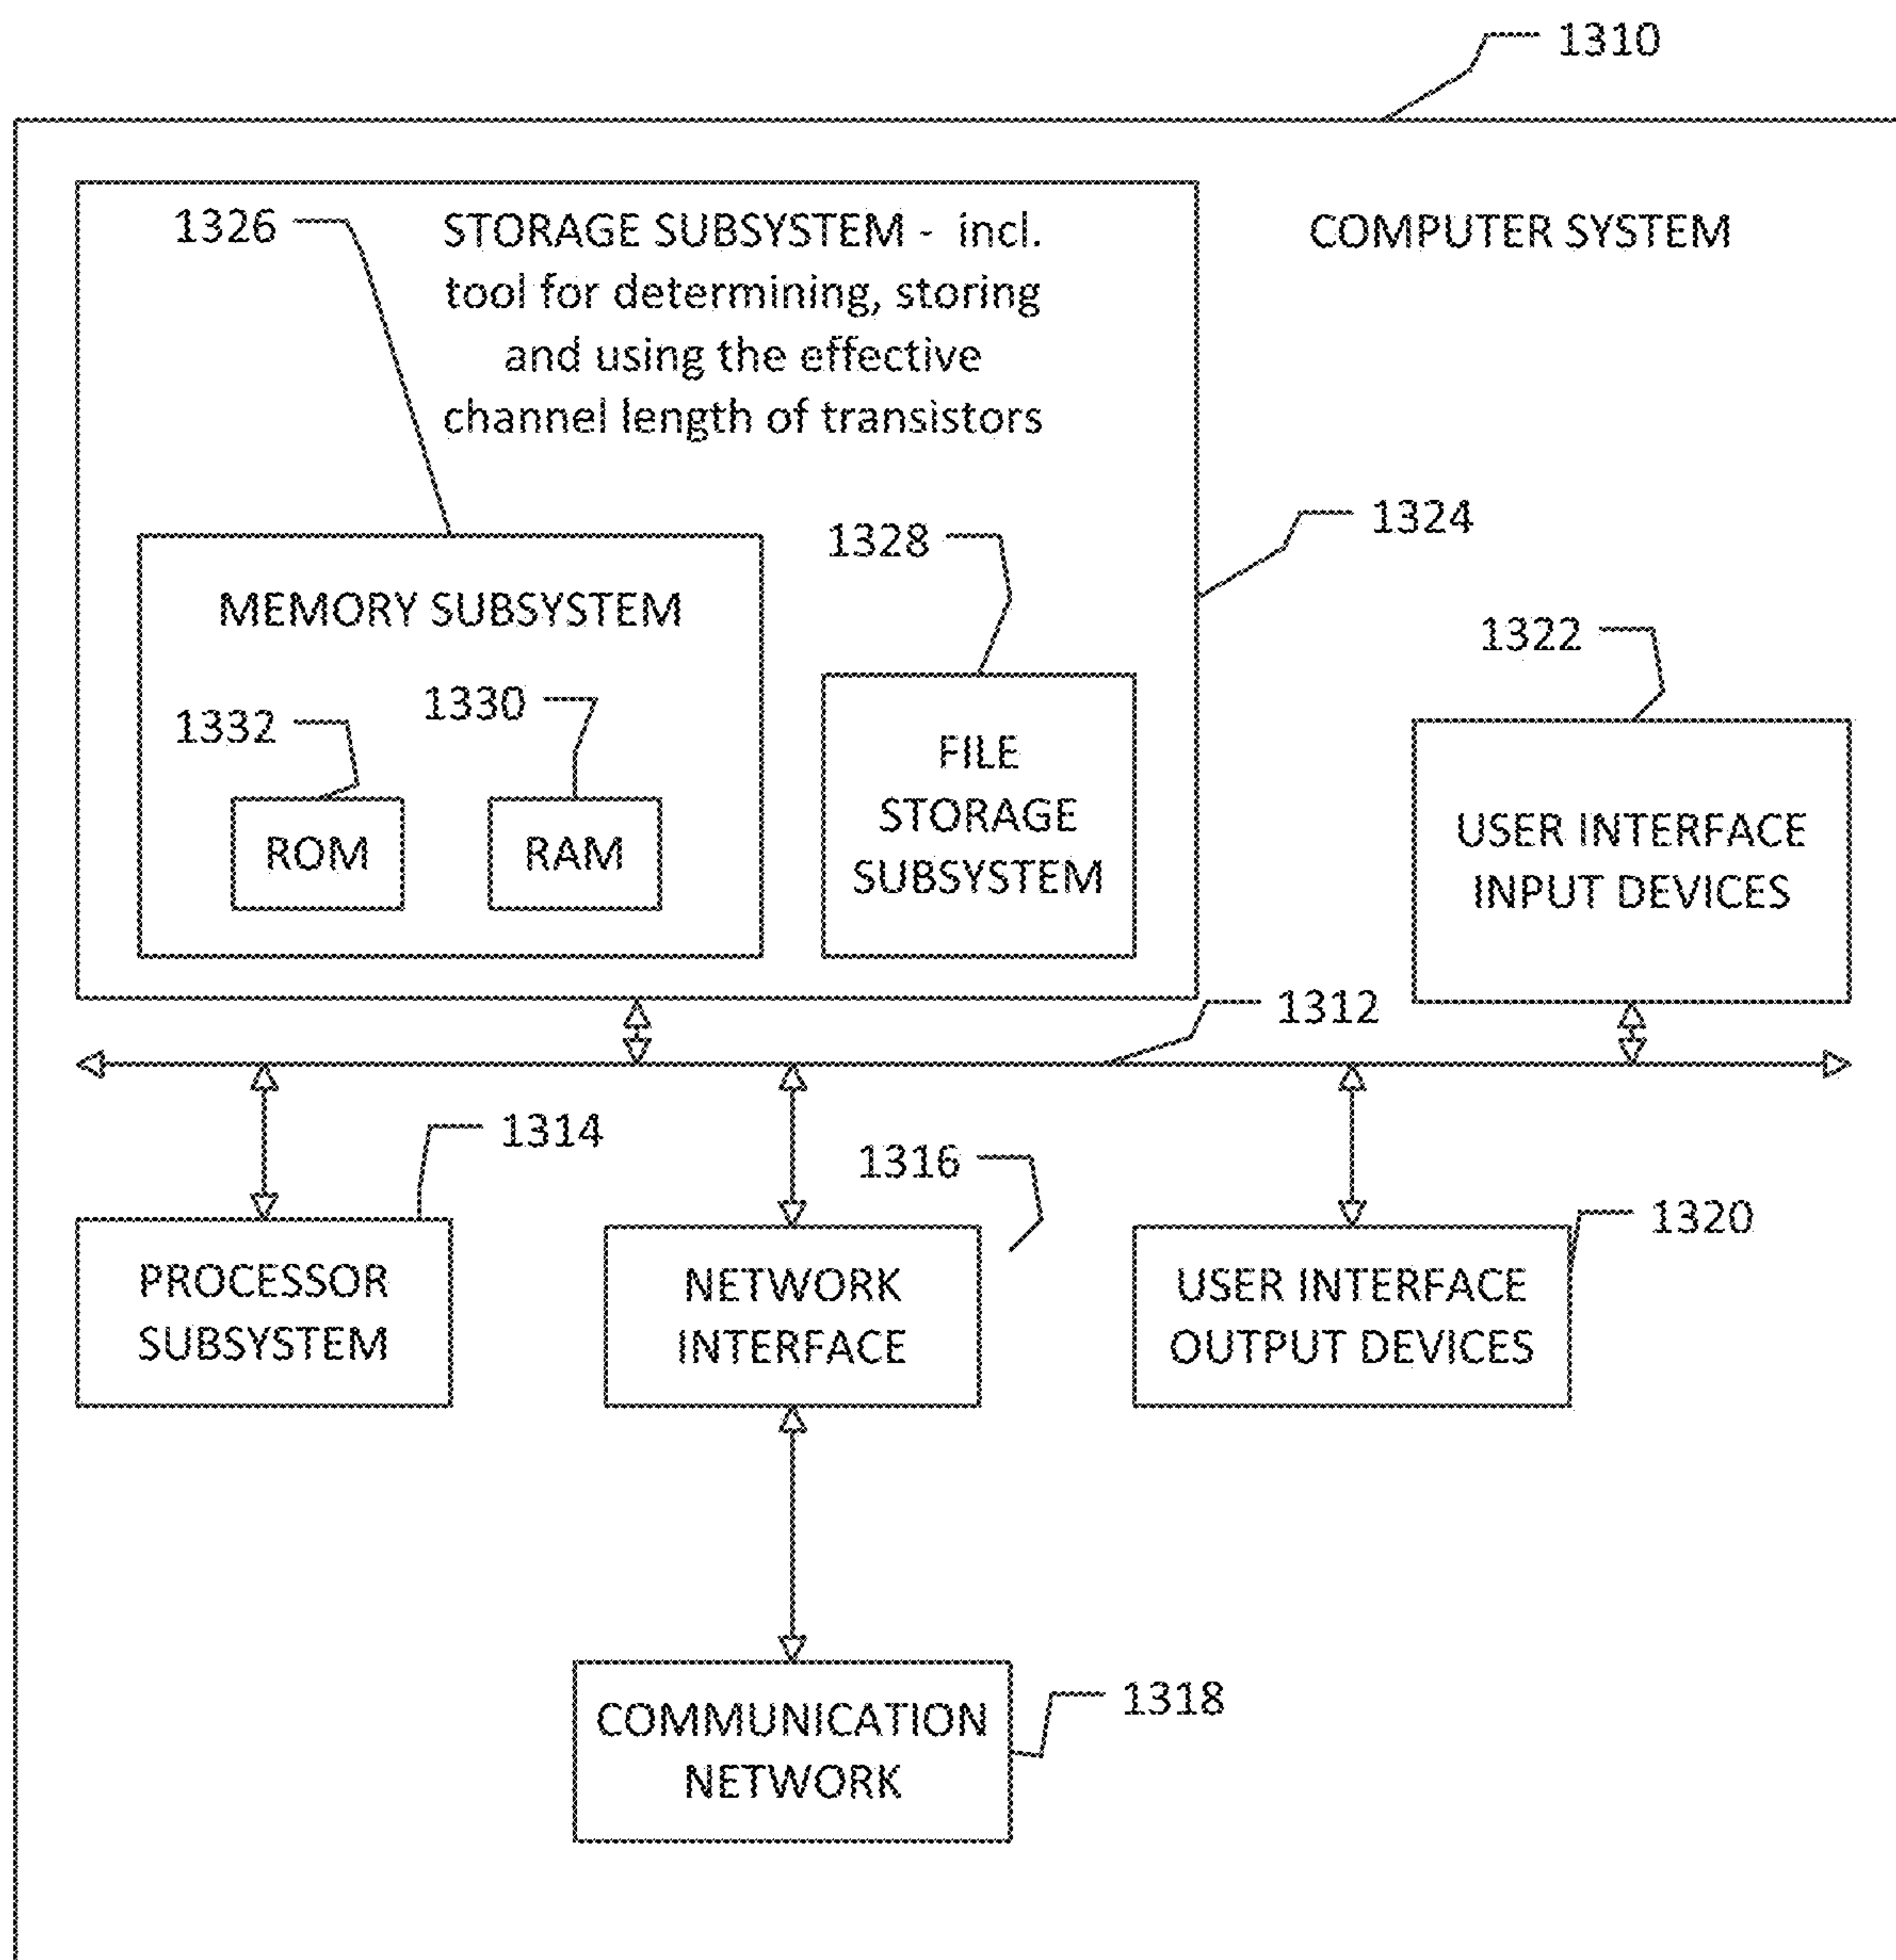 1310
1326
STORAGE SUBSYSTEM - incl.
tool for determining, storing
and using the effective
channel length of transistors
COMPUTER SYSTEM
1324
1328
MEMORY SUBSYSTEM
1322
1332
1330
FILE
STORAGE
SUBSYSTEM
ROM
RAM
USER INTERFACE
INPUT DEVICES
1312
1314
1316
1320
PROCESSOR
SUBSYSTEM
NETWORK
INTERFACE
USER INTERFACE
OUTPUT DEVICES
1318
COMMUNICATION
NETWORK